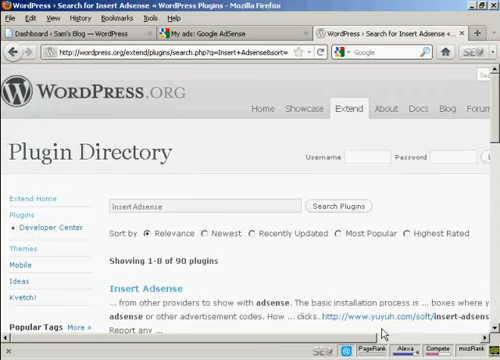 WordPress › Search for Insert Adsense « WordPress Plugins - Mozilla Firefox
File Edit View History Bookmarks Tools Help
Dashboard ‹ Sam's Blog — WordPress
My ads: Google AdSense
WordPress › Search for Insert Adsense « ...
http://wordpress.org/extend/plugins/search.php?q=Insert+Adsense&sort=
Google
WORDPRESS.ORG
Home Showcase Extend About Docs Blog Forum
Plugin Directory
Username Password
Extend Home
Plugins
• Developer Center
Themes
Mobile
Ideas
Kvetch!
Popular Tags More »
Insert Adsense
Search Plugins
Sort by Relevance Newest Recently Updated Most Popular Highest Rated
Showing 1-8 of 90 plugins
Insert Adsense
... from other providers to show with adsense. The basic installation process is ... boxes where y
adsense or other advertisement codes. How ... clicks. http://www.yuyuh.com/soft/insert-adsens
Report any ...
PageRank
Alexa
Compete
mozRank